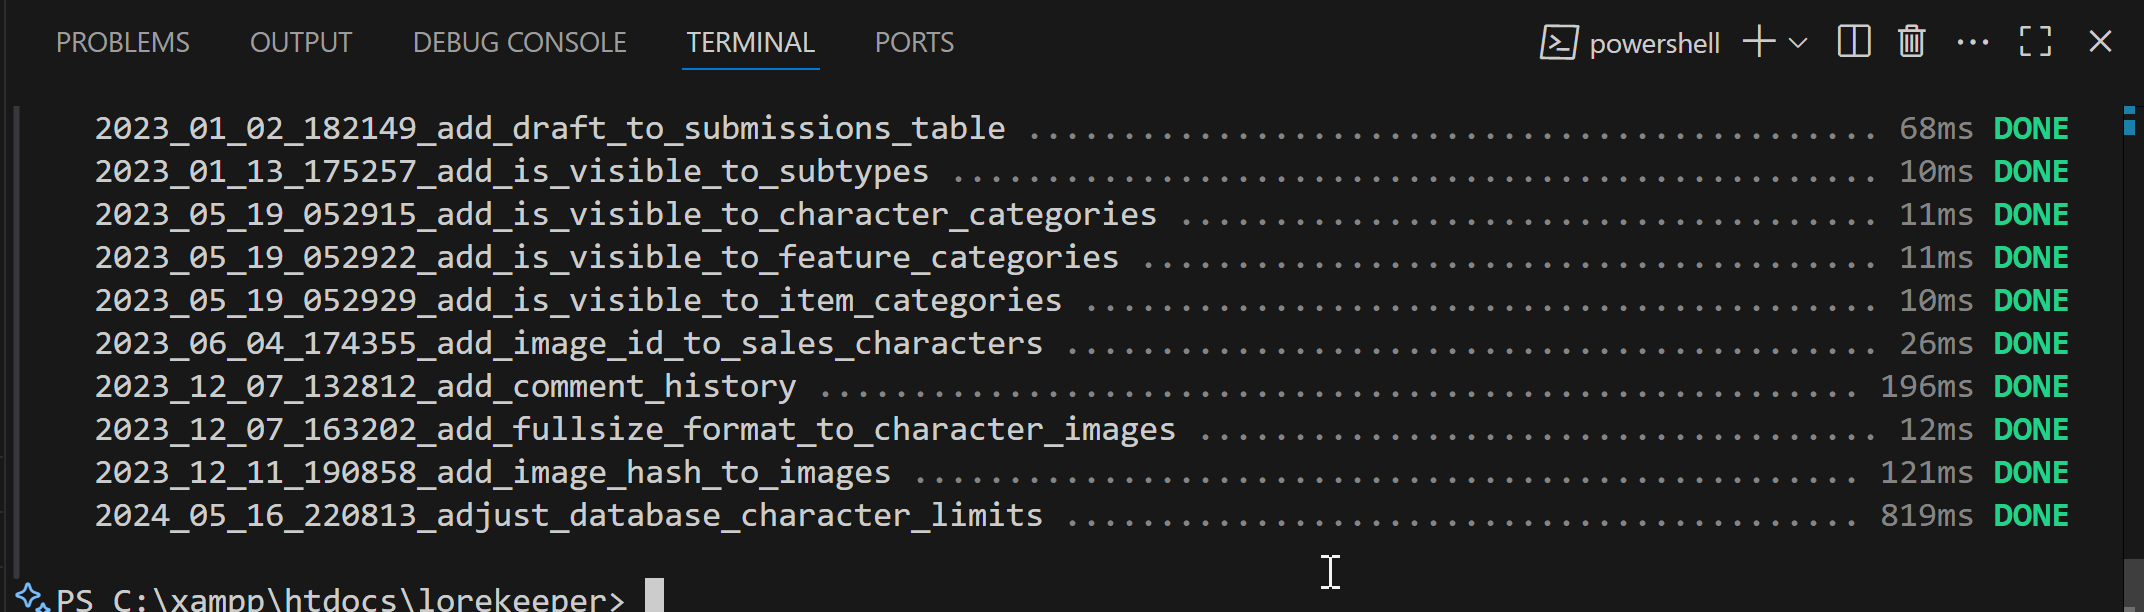 PROBLEMS OUTPUT DEBUG CONSOLE TERMINAL PORTS powershell
2023_01_02_182149_add_draft_to_submissions_table ............................................. 68ms DONE
2023_01_13_175257_add_is_visible_to_subtypes ................................................. 10ms DONE
2023_05_19_052915_add_is_visible_to_character_categories ..................................... 11ms DONE
2023_05_19_052922_add_is_visible_to_feature_categories ....................................... 11ms DONE
2023_05_19_052929_add_is_visible_to_item_categories .......................................... 10ms DONE
2023_06_04_174355_add_image_id_to_sales_characters ........................................... 26ms DONE
2023_12_07_132812_add_comment_history ....................................................... 196ms DONE
2023_12_07_163202_add_fullsize_format_to_character_images .................................... 12ms DONE
2023_12_11_190858_add_image_hash_to_images .................................................. 121ms DONE
2024_05_16_220813_adjust_database_character_limits .......................................... 819ms DONE
PS C:\xampp\htdocs\lorekeeper>